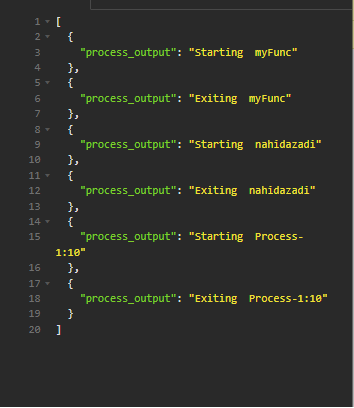 1 [
2 {
3 "process_output": "Starting  myFunc"
4 },
5 {
6 "process_output": "Exiting  myFunc"
7 },
8 {
9 "process_output": "Starting  nahidazadi"
10 },
11 {
12 "process_output": "Exiting  nahidazadi"
13 },
14 {
15 "process_output": "Starting  Process-
1:10"
16 },
17 {
18 "process_output": "Exiting  Process-1:10"
19 }
20 ]